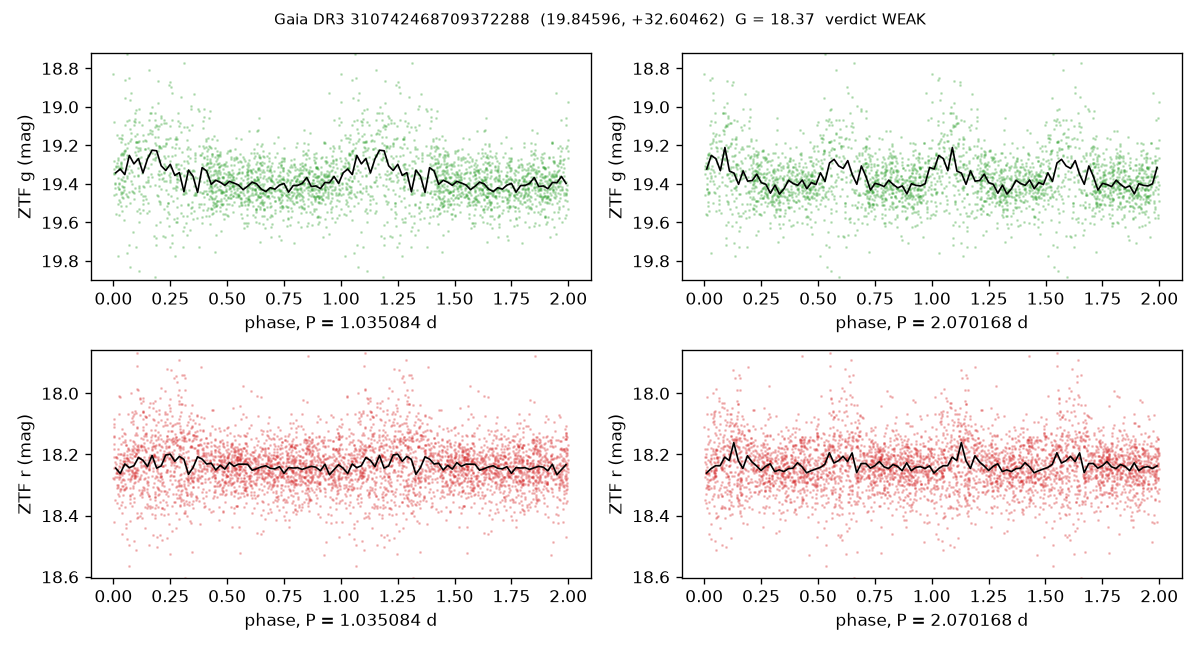 Gaia DR3 310742468709372288 (19.84596, +32.60462) G = 18.37 verdict WEAK
ZTF g (mag)
18.8
19.0
19.2
19.4
19.6
19.8
0.00 0.25 0.50 0.75 1.00 1.25 1.50 1.75 2.00
phase, P = 1.035084 d
ZTF g (mag)
18.8
19.0
19.2
19.4
19.6
19.8
0.00 0.25 0.50 0.75 1.00 1.25 1.50 1.75 2.00
phase, P = 2.070168 d
ZTF r (mag)
18.0
18.2
18.4
18.6
0.00 0.25 0.50 0.75 1.00 1.25 1.50 1.75 2.00
phase, P = 1.035084 d
ZTF r (mag)
18.0
18.2
18.4
18.6
0.00 0.25 0.50 0.75 1.00 1.25 1.50 1.75 2.00
phase, P = 2.070168 d